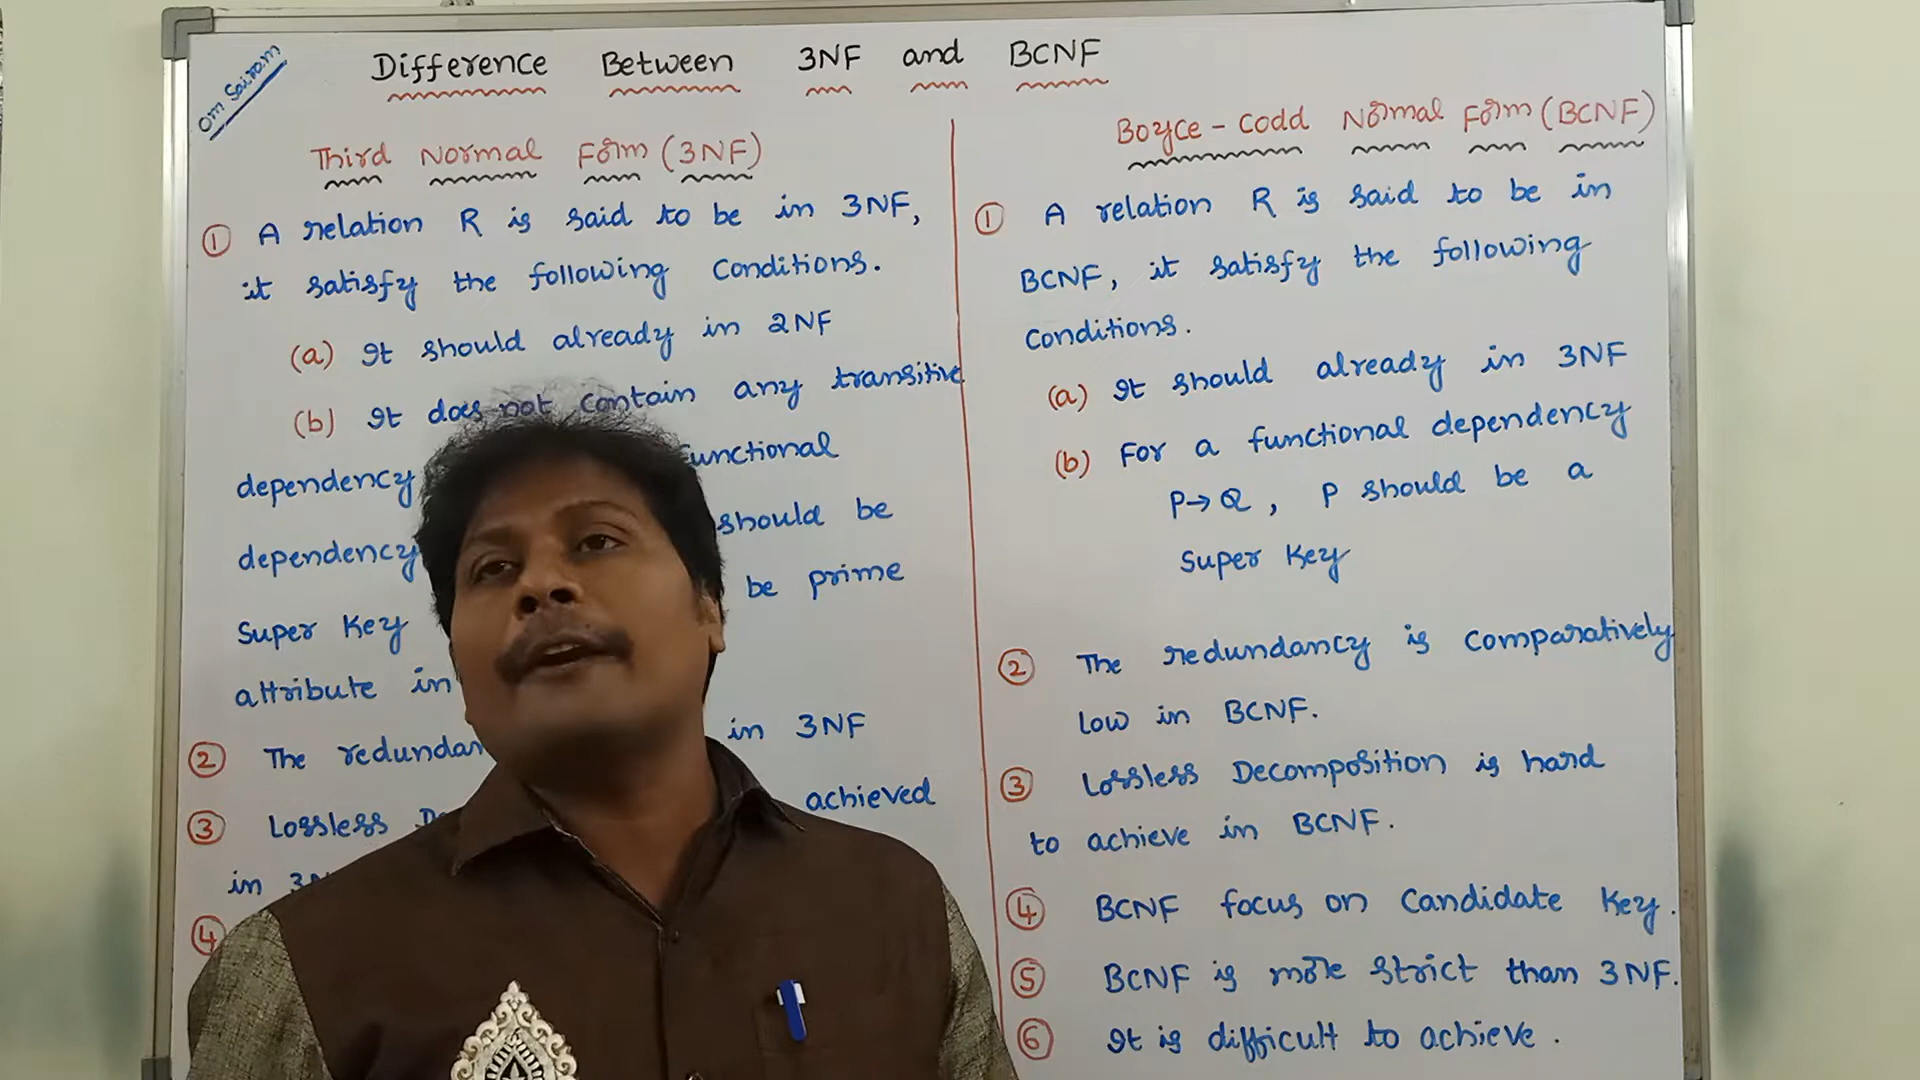 Om Sairam
Difference Between 3NF and BCNF
Third Normal Form (3NF)
① A relation R is said to be in 3NF,
it satisfy the following Conditions.
(a) It should already in 2NF
(b) It does not contain any transitive
dependency functional
dependency should be
Super Key be prime
attribute in
② The in 3NF
③ Lossless achieved
in
④
Boyce-Codd Normal Form (BCNF)
① A relation R is said to be in
BCNF, it satisfy the following
Conditions.
(a) It should already in 3NF
(b) For a functional dependency
P→Q, P should be a
Super Key
② The redundancy is comparatively
low in BCNF.
③ Lossless Decomposition is hard
to achieve in BCNF.
④ BCNF focus on Candidate Key.
⑤ BCNF is more strict than 3NF.
⑥ It is difficult to achieve.